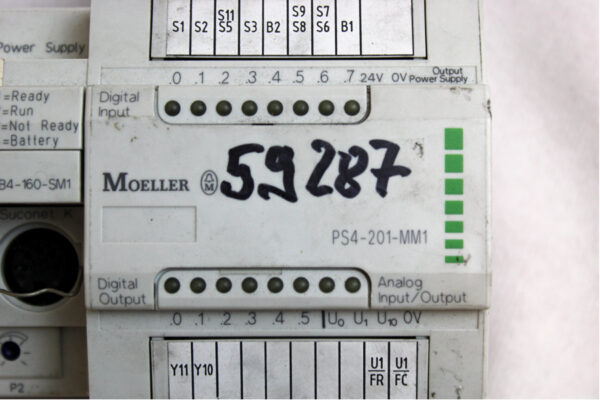 S1 S2 S11 S5 S3 B2 S9 S8 S7 S6 B1
Power Supply
.0 .1 .2 .3 .4 .5 .6 .7 24V 0V Output Power Supply
=Ready
=Run
=Not Ready
=Battery
Digital
Input
B4-160-SM1
MOELLER
59287
Suconet K
PS4-201-MM1
Digital
Output
Analog
Input/Output
.0 .1 .2 .3 .4 .5 U0 U1 U10 0V
P2
Y11 Y10 U1 FR U1 FC